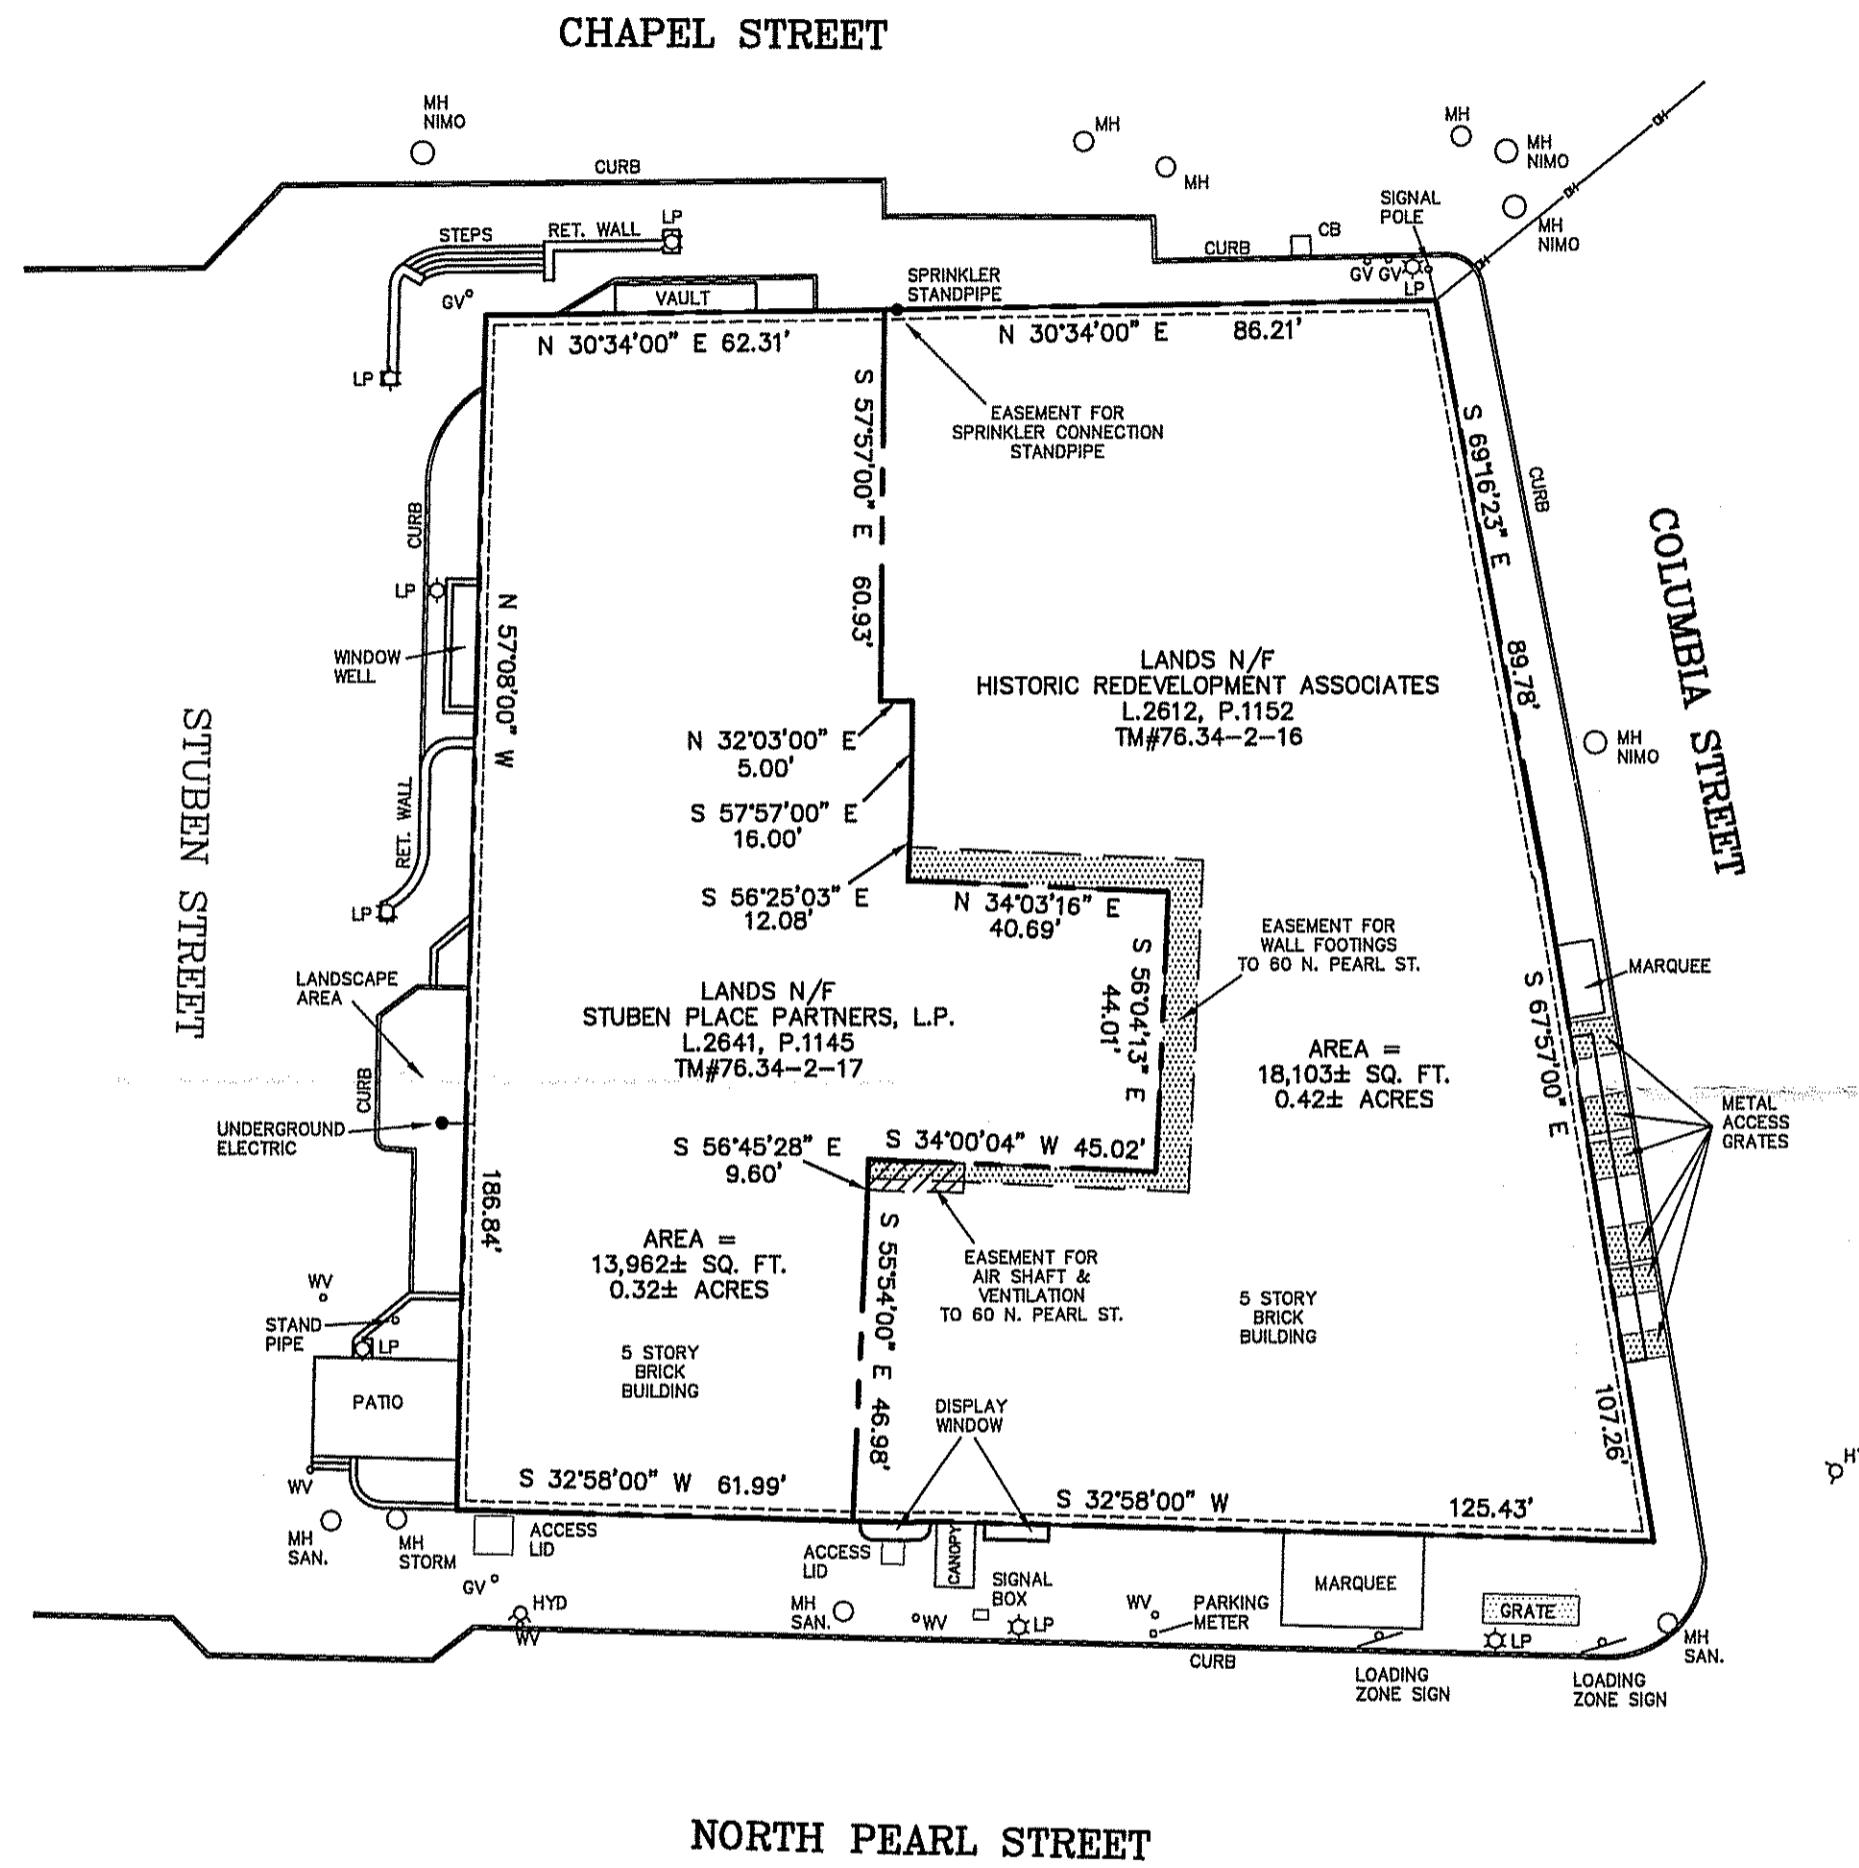 CHAPEL STREET
MH
NIMO
CURB
MH
MH
MH
MH
NIMO
DH
DH
MH
NIMO
DH
SIGNAL
POLE
CB
CURB
GV GV
LP
STEPS
RET. WALL
LP
GV
VAULT
SPRINKLER
STANDPIPE
N 30°34'00" E 62.31'
N 30°34'00" E 86.21'
LP
S 57°57'00" E 60.93'
EASEMENT FOR
SPRINKLER CONNECTION
STANDPIPE
S 69°16'23" E 89.78'
CURB
COLUMBIA STREET
CURB
LP
WINDOW
WELL
N 57°08'00" W 186.84'
LANDS N/F
HISTORIC REDEVELOPMENT ASSOCIATES
L.2612, P.1152
TM#76.34-2-16
N 32°03'00" E
5.00'
S 57°57'00" E
16.00'
S 56°25'03" E
12.08'
MH
NIMO
STUBEN STREET
RET. WALL
LP
N 34°03'16" E
40.69'
S 56°04'13" E
44.01'
EASEMENT FOR
WALL FOOTINGS
TO 60 N. PEARL ST.
MARQUEE
S 67°57'00" E 107.26'
LANDSCAPE
AREA
LANDS N/F
STUBEN PLACE PARTNERS, L.P.
L.2641, P.1145
TM#76.34-2-17
AREA =
18,103± SQ. FT.
0.42± ACRES
METAL
ACCESS
GRATES
CURB
UNDERGROUND
ELECTRIC
S 56°45'28" E
9.60'
S 34°00'04" W 45.02'
AREA =
13,962± SQ. FT.
0.32± ACRES
S 55°54'00" E 46.98'
EASEMENT FOR
AIR SHAFT &
VENTILATION
TO 60 N. PEARL ST.
5 STORY
BRICK
BUILDING
WV
STAND
PIPE
LP
5 STORY
BRICK
BUILDING
PATIO
DISPLAY
WINDOW
H
WV
S 32°58'00" W 61.99'
S 32°58'00" W 125.43'
MH
SAN.
MH
STORM
ACCESS
LID
ACCESS
LID
CANOPY
MARQUEE
GV
HYD
WV
MH
SAN.
WV
SIGNAL
BOX
LP
WV
PARKING
METER
GRATE
LP
MH
SAN.
CURB
LOADING
ZONE SIGN
LOADING
ZONE SIGN
NORTH PEARL STREET